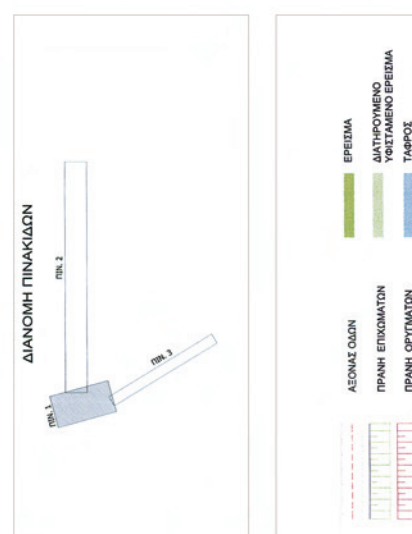 ΔΙΑΝΟΜΗ ΠΙΝΑΚΙΔΩΝ
ΠΙΝ. 1
ΠΙΝ. 2
ΠΙΝ. 3
ΑΞΟΝΑΣ ΟΔΩΝ
ΠΡΑΝΗ ΕΠΙΧΩΜΑΤΩΝ
ΠΡΑΝΗ ΟΡΥΓΜΑΤΩΝ
ΕΡΕΙΣΜΑ
ΔΙΑΤΗΡΟΥΜΕΝΟ
ΥΦΙΣΤΑΜΕΝΟ ΕΡΕΙΣΜΑ
ΤΑΦΡΟΣ